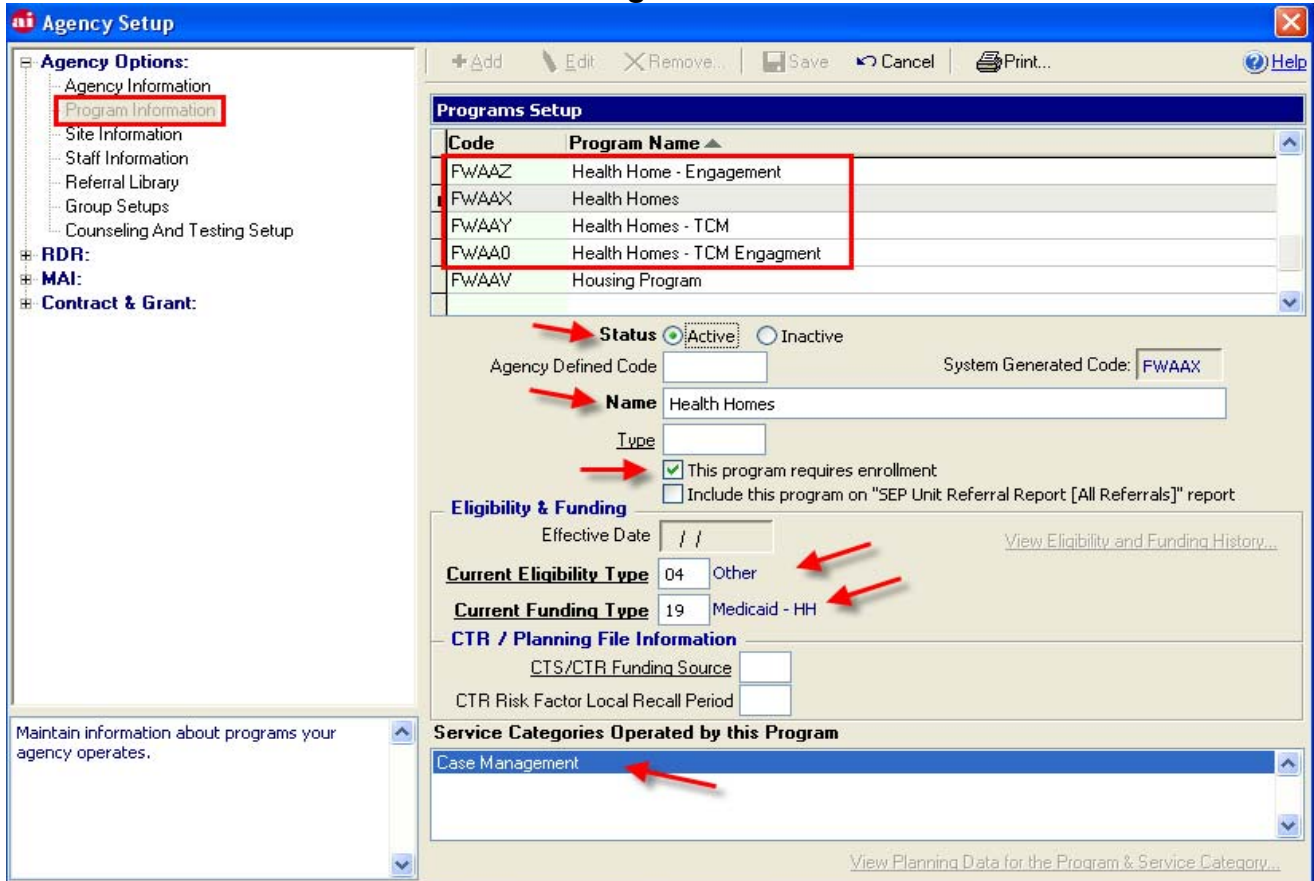 Agency Setup
Agency Options:
Agency Information
Program Information
Site Information
Staff Information
Referral Library
Group Setups
Counseling And Testing Setup
RDR:
MAI:
Contract & Grant:
Maintain information about programs your
agency operates.
Add Edit Remove... Save Cancel Print... Help
Programs Setup
Code Program Name
FWAAZ Health Home - Engagement
FWAAX Health Homes
FWAAY Health Homes - TCM
FWAA0 Health Homes - TCM Engagment
FWAAV Housing Program
Status Active Inactive
Agency Defined Code System Generated Code: FWAAX
Name Health Homes
Type
This program requires enrollment
Include this program on "SEP Unit Referral Report [All Referrals]" report
Eligibility & Funding
Effective Date / /
View Eligibility and Funding History...
Current Eligibility Type 04 Other
Current Funding Type 19 Medicaid - HH
CTR / Planning File Information
CTS/CTR Funding Source
CTR Risk Factor Local Recall Period
Service Categories Operated by this Program
Case Management
View Planning Data for the Program & Service Category...